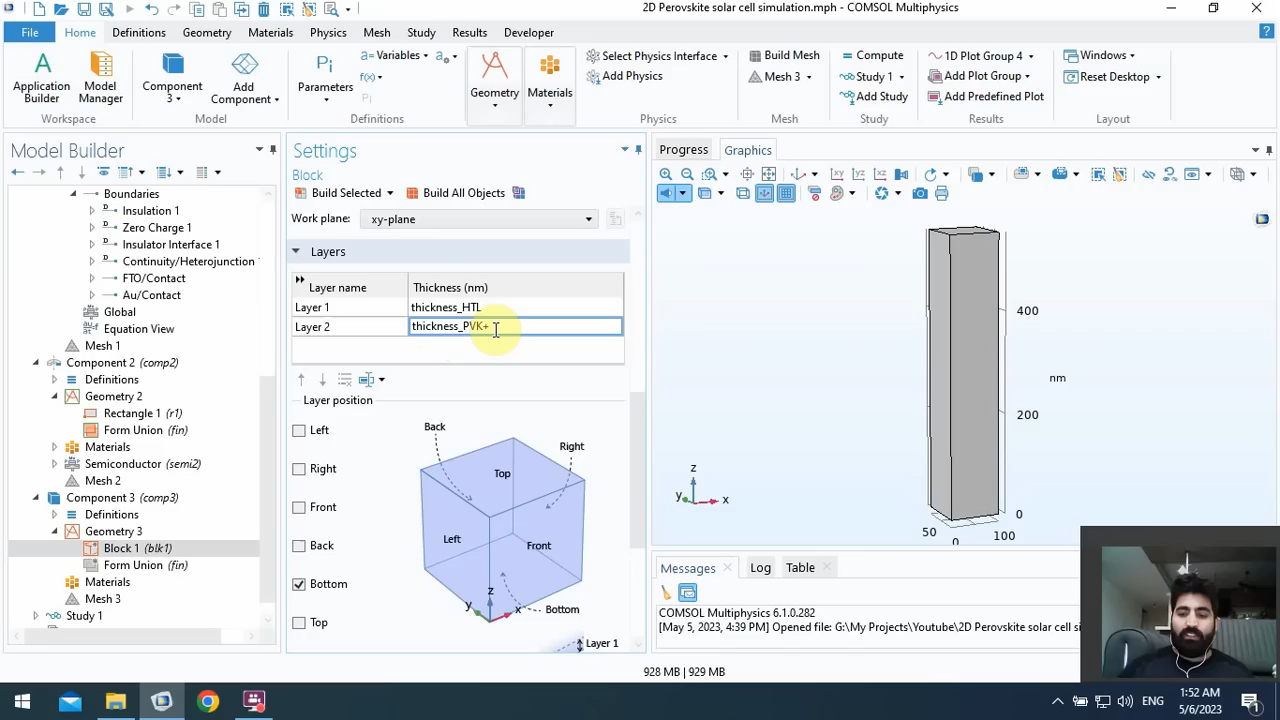 2D Perovskite solar cell simulation.mph - COMSOL Multiphysics
File Home Definitions Geometry Materials Physics Mesh Study Results Developer
Application Builder
Model Manager
Workspace
Component 3
Add Component
Model
Pi
Parameters
a= Variables
f(x)
Pi
Definitions
Geometry
Materials
Select Physics Interface
Add Physics
Physics
Build Mesh
Mesh 3
Mesh
= Compute
Study 1
Add Study
Study
1D Plot Group 4
Add Plot Group
Add Predefined Plot
Results
Windows
Reset Desktop
Layout
Model Builder
Boundaries
Insulation 1
Zero Charge 1
Insulator Interface 1
Continuity/Heterojunction
FTO/Contact
Au/Contact
Global
Equation View
Mesh 1
Component 2 (comp2)
Definitions
Geometry 2
Rectangle 1 (r1)
Form Union (fin)
Materials
Semiconductor (semi2)
Mesh 2
Component 3 (comp3)
Definitions
Geometry 3
Block 1 (blk1)
Form Union (fin)
Materials
Mesh 3
Study 1
Settings
Block
Build Selected Build All Objects
Work plane: xy-plane
Layers
Layer name Thickness (nm)
Layer 1 thickness_HTL
Layer 2 thickness_PVK+
Layer position
Left
Right
Front
Back
Bottom
Top
Back
Right
Top
Left
Front
z
y
x
Bottom
Layer 1
Progress Graphics
400
nm
200
0
50
0
100
z
y
x
Messages Log Table
COMSOL Multiphysics 6.1.0.282
[May 5, 2023, 4:39 PM] Opened file: G:\My Projects\Youtube\2D Perovskite solar cell si
928 MB | 929 MB
ENG
1:52 AM
5/6/2023